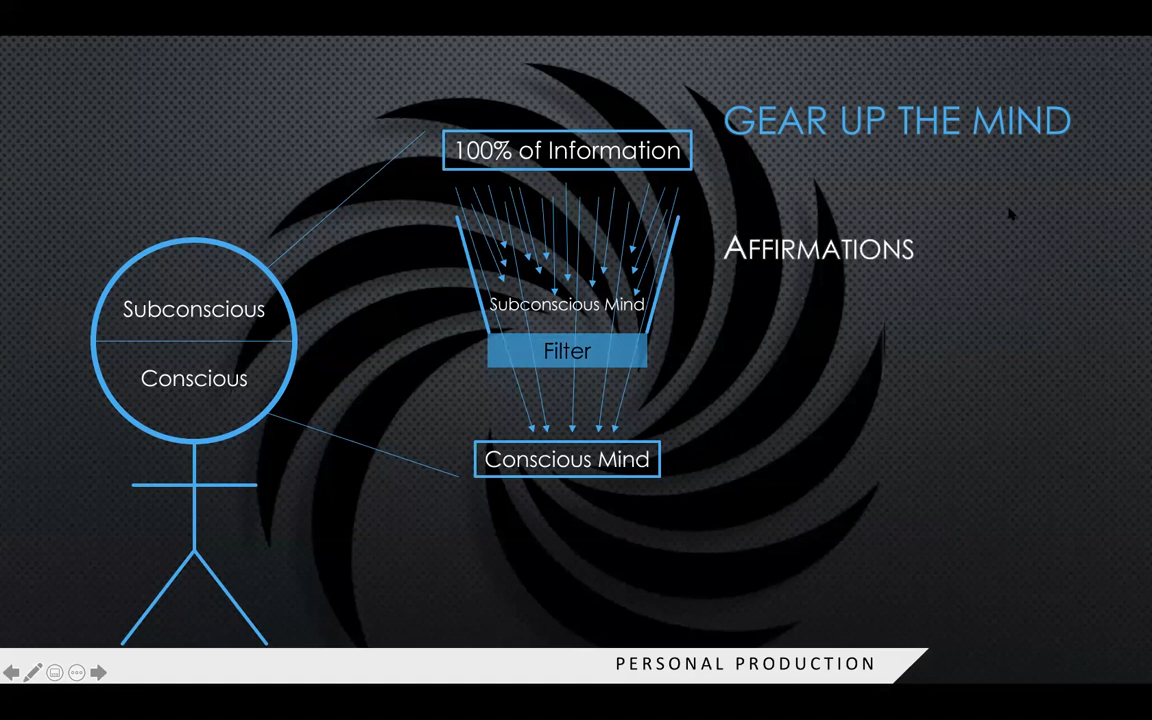 GEAR UP THE MIND
100% of Information
AFFIRMATIONS
Subconscious Mind
Subconscious
Filter
Conscious
Conscious Mind
PERSONAL PRODUCTION